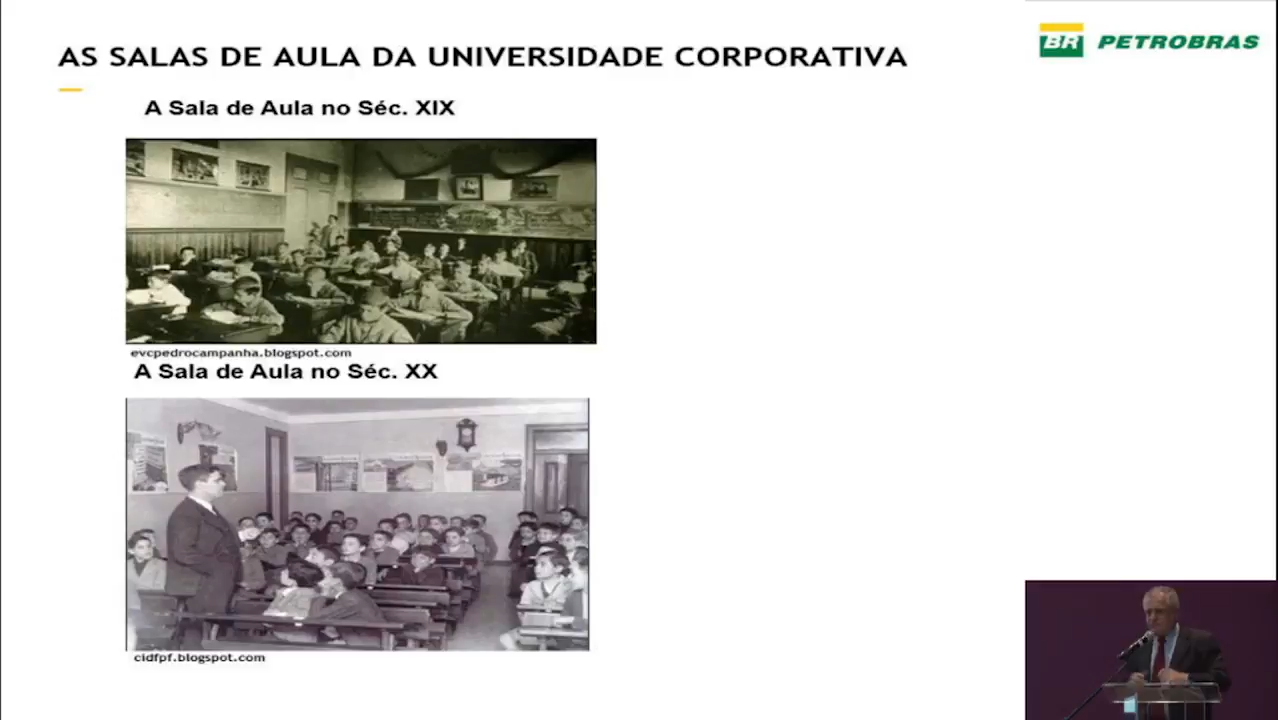 AS SALAS DE AULA DA UNIVERSIDADE CORPORATIVA
BR PETROBRAS
A Sala de Aula no Séc. XIX
evcpedrocampanha.blogspot.com
A Sala de Aula no Séc. XX
cidfpf.blogspot.com